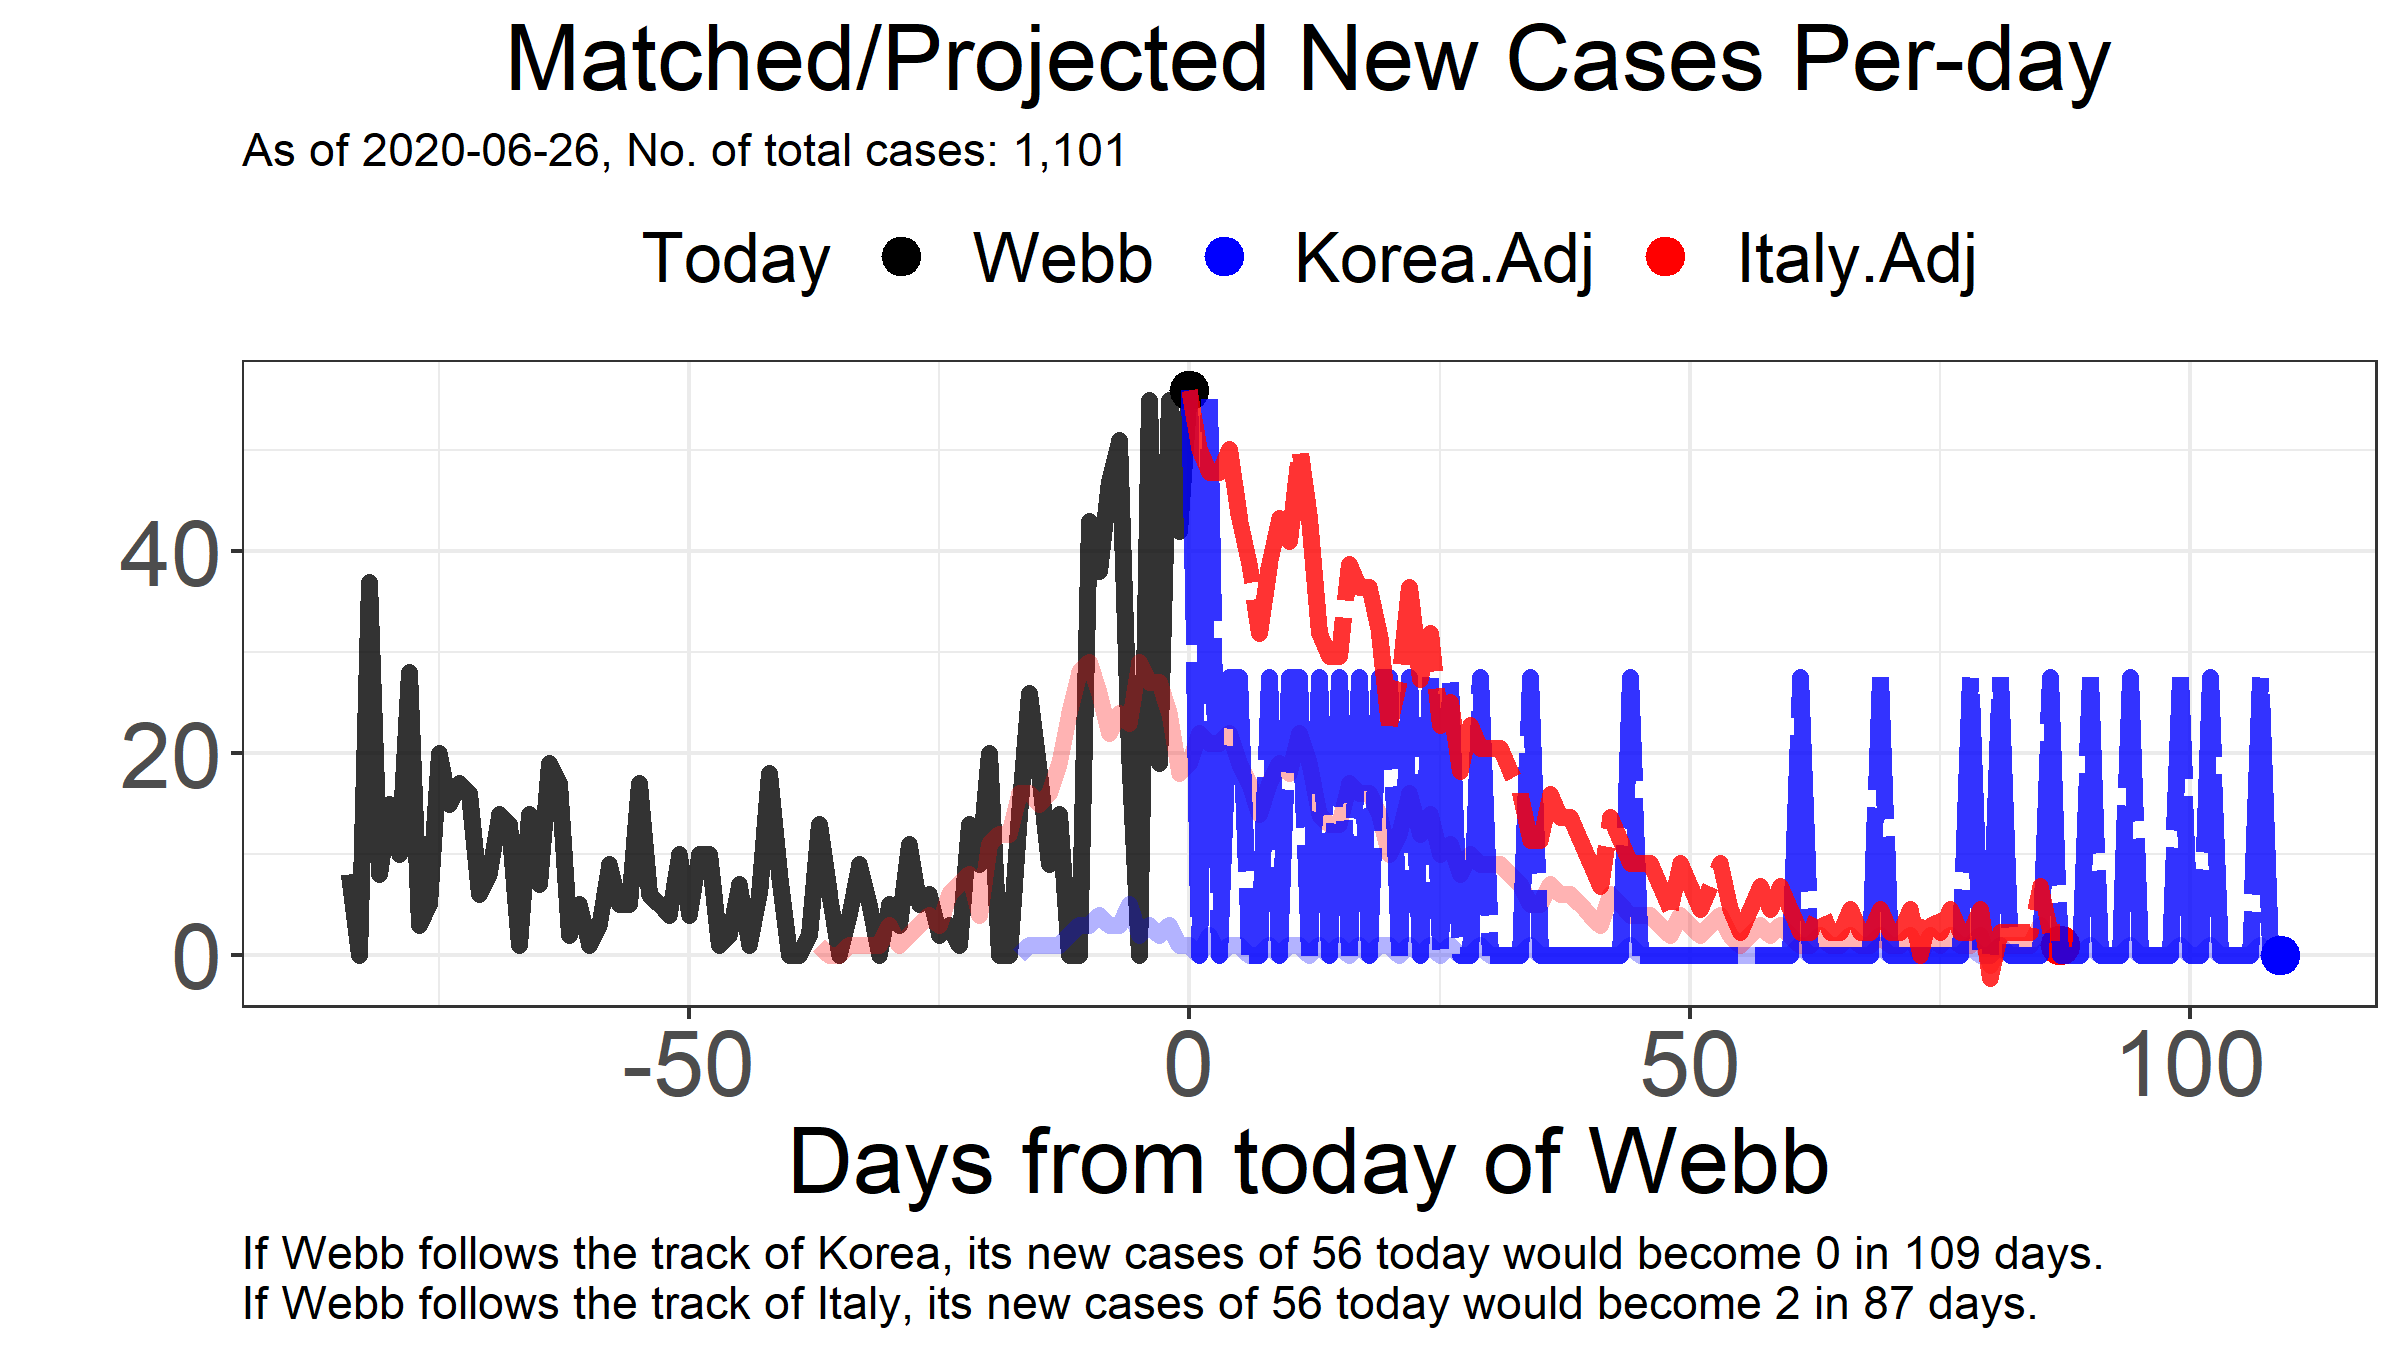 Matched/Projected New Cases Per-day
As of 2020-06-26, No. of total cases: 1,101
Today Webb Korea.Adj Italy.Adj
40
20
0
-50 0 50 100
Days from today of Webb
If Webb follows the track of Korea, its new cases of 56 today would become 0 in 109 days.
If Webb follows the track of Italy, its new cases of 56 today would become 2 in 87 days.